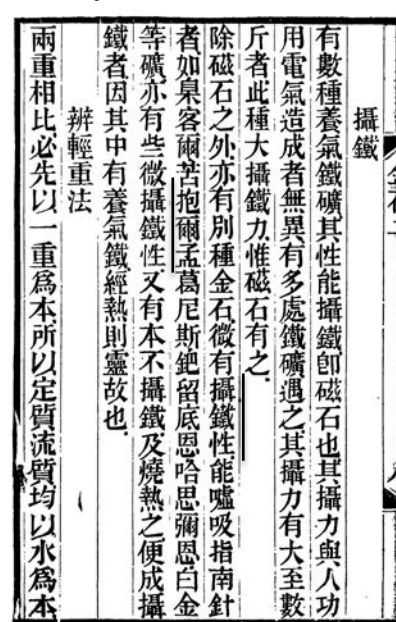 攝鐵
有數種養氣鐵礦其性能攝鐵卽磁石也其攝力與人功
用電氣造成者無異有多處鐵礦遇之其攝力有大至數
斤者此種大攝鐵力惟磁石有之
除磁石之外亦有別種金石微有攝鐵性能噓吸指南針
者如臬客爾苦抱爾孟葛尼斯鈀留底恩哈思彌恩白金
等礦亦有些微攝鐵性又有本不攝鐵及燒熱之便成攝
鐵者因其中有養氣鐵經熱則靈故也
辨輕重法
兩重相比必先以一重爲本所以定質流質均以水爲本